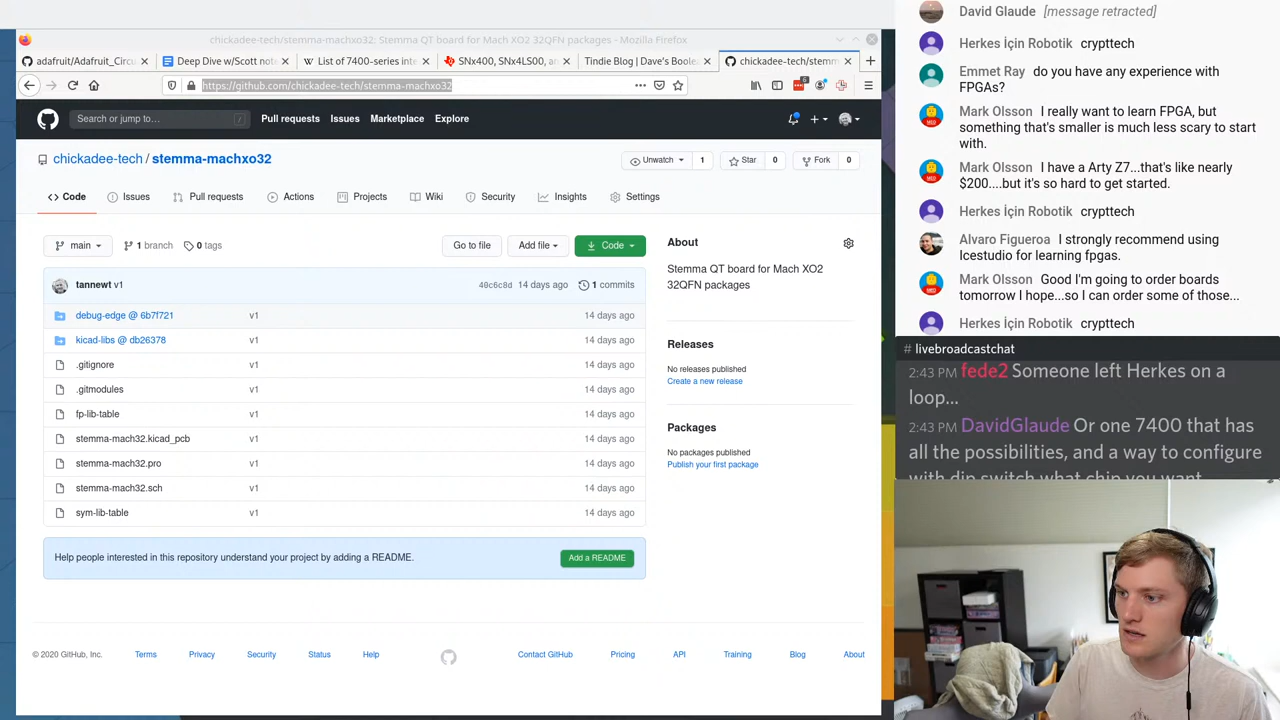 chickadee-tech/stemma-machxo32: Stemma QT board for Mach XO2 32QFN packages - Mozilla Firefox
adafruit/Adafruit_Circu
Deep Dive w/Scott notes
List of 7400-series inte
SNx400, SNx4LS00, an
Tindie Blog | Dave's Boolea
chickadee-tech/stemm
https://github.com/chickadee-tech/stemma-machxo32
Search or jump to…
/
Pull requests
Issues
Marketplace
Explore
chickadee-tech / stemma-machxo32
Unwatch
1
Star
0
Fork
0
Code
Issues
Pull requests
Actions
Projects
Wiki
Security
Insights
Settings
main
1 branch
0 tags
Go to file
Add file
Code
tannewt v1
40c6c8d
14 days ago
1 commits
debug-edge @ 6b7f721
v1
14 days ago
kicad-libs @ db26378
v1
14 days ago
.gitignore
v1
14 days ago
.gitmodules
v1
14 days ago
fp-lib-table
v1
14 days ago
stemma-mach32.kicad_pcb
v1
14 days ago
stemma-mach32.pro
v1
14 days ago
stemma-mach32.sch
v1
14 days ago
sym-lib-table
v1
14 days ago
Help people interested in this repository understand your project by adding a README.
Add a README
About
Stemma QT board for Mach XO2
32QFN packages
Releases
No releases published
Create a new release
Packages
No packages published
Publish your first package
© 2020 GitHub, Inc.
Terms
Privacy
Security
Status
Help
Contact GitHub
Pricing
API
Training
Blog
About
David Glaude [message retracted]
Herkes İçin Robotik crypttech
Emmet Ray do you have any experience with
FPGAs?
Mark Olsson I really want to learn FPGA, but
something that's smaller is much less scary to start
with.
Mark Olsson I have a Arty Z7...that's like nearly
$200....but it's so hard to get started.
Herkes İçin Robotik crypttech
Alvaro Figueroa I strongly recommend using
Icestudio for learning fpgas.
Mark Olsson Good I'm going to order boards
tomorrow I hope...so I can order some of those...
Herkes İçin Robotik crypttech
# livebroadcastchat
2:43 PM fede2 Someone left Herkes on a
loop...
2:43 PM DavidGlaude Or one 7400 that has
all the possibilities, and a way to configure
with dip switch what chip you want